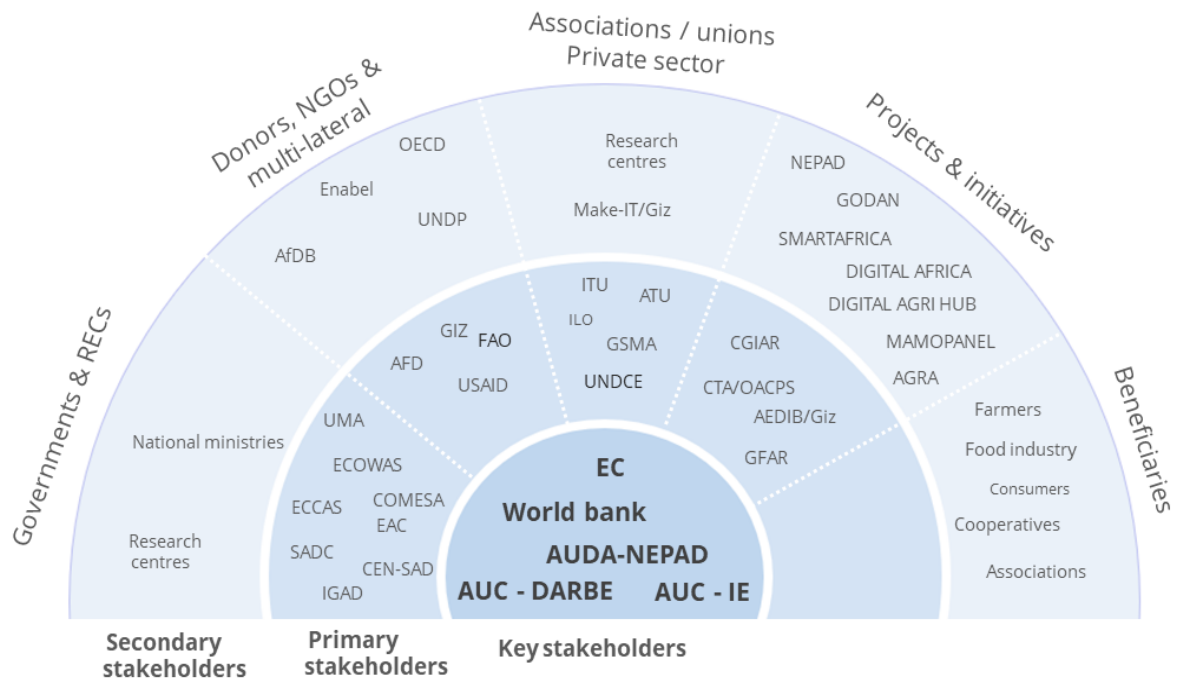 Associations / unions
Private sector
Donors, NGOs &
multi-lateral
Projects & initiatives
Governments & RECs
Beneficiaries
OECD
Enabel
UNDP
AfDB
Research
centres
Make-IT/Giz
NEPAD
GODAN
SMARTAFRICA
DIGITAL AFRICA
DIGITAL AGRI HUB
MAMOPANEL
AGRA
ITU
ATU
ILO
GSMA
UNDCE
GIZ
FAO
AFD
USAID
CGIAR
CTA/OACPS
AEDIB/Giz
GFAR
National ministries
Research
centres
UMA
ECOWAS
ECCAS
COMESA
EAC
SADC
CEN-SAD
IGAD
EC
World bank
AUDA-NEPAD
AUC - DARBE
AUC - IE
Farmers
Food industry
Consumers
Cooperatives
Associations
Secondary
stakeholders
Primary
stakeholders
Key stakeholders